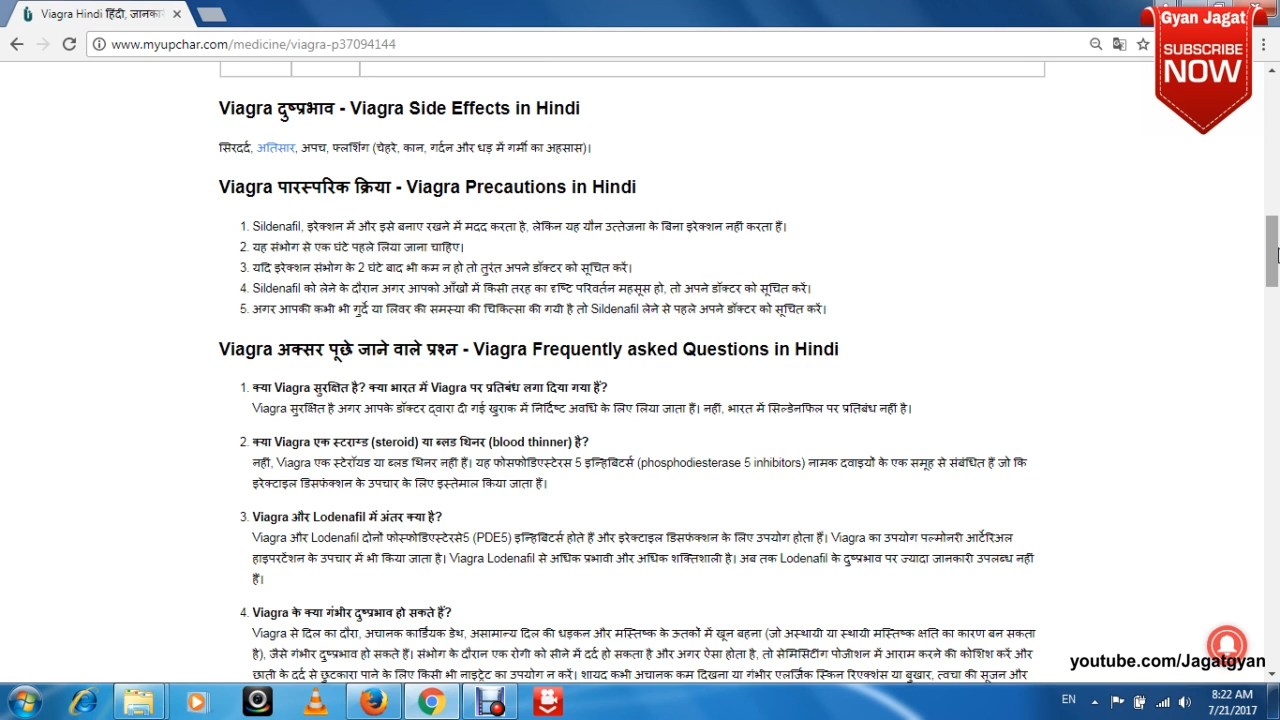 Viagra Hindi हिंदी, जानकार
Gyan Jagat
SUBSCRIBE
NOW
www.myupchar.com/medicine/viagra-p37094144
Viagra दुष्प्रभाव - Viagra Side Effects in Hindi
सिरदर्द, अतिसार, अपच, फ्लशिंग (चेहरे, कान, गर्दन और धड़ में गर्मी का अहसास)।
Viagra पारस्परिक क्रिया - Viagra Precautions in Hindi
1. Sildenafil, इरेक्शन में और इसे बनाए रखने में मदद करता है, लेकिन यह यौन उत्तेजना के बिना इरेक्शन नहीं करता हैं।
2. यह संभोग से एक घंटे पहले लिया जाना चाहिए।
3. यदि इरेक्शन संभोग के 2 घंटे बाद भी कम न हो तो तुरंत अपने डॉक्टर को सूचित करें।
4. Sildenafil को लेने के दौरान अगर आपको आँखों में किसी तरह का दृष्टि परिवर्तन महसूस हो, तो अपने डॉक्टर को सूचित करें।
5. अगर आपकी कभी भी गुर्दे या लिवर की समस्या की चिकित्सा की गयी है तो Sildenafil लेने से पहले अपने डॉक्टर को सूचित करें।
Viagra अक्सर पूछे जाने वाले प्रश्न - Viagra Frequently asked Questions in Hindi
1. क्या Viagra सुरक्षित है? क्या भारत में Viagra पर प्रतिबंध लगा दिया गया हैं?
Viagra सुरक्षित है अगर आपके डॉक्टर द्वारा दी गई खुराक में निर्दिष्ट अवधि के लिए लिया जाता हैं। नहीं, भारत में सिल्डेनफिल पर प्रतिबंध नहीं है।
2. क्या Viagra एक स्टराय्ड (steroid) या ब्लड थिनर (blood thinner) है?
नहीं, Viagra एक स्टेरॉयड या ब्लड थिनर नहीं हैं। यह फोसफोडिएस्टेरस 5 इन्हिबिटर्स (phosphodiesterase 5 inhibitors) नामक दवाइयों के एक समूह से संबंधित हैं जो कि
इरेक्टाइल डिसफंक्शन के उपचार के लिए इस्तेमाल किया जाता हैं।
3. Viagra और Lodenafil में अंतर क्या है?
Viagra और Lodenafil दोनों फोस्फोडिएस्टेरसे5 (PDE5) इन्हिबिटर्स होते हैं और इरेक्टाइल डिसफंक्शन के लिए उपयोग होता हैं। Viagra का उपयोग पल्मोनरी आर्टेरिअल
हाइपरटेंशन के उपचार में भी किया जाता है। Viagra Lodenafil से अधिक प्रभावी और अधिक शक्तिशाली है। अब तक Lodenafil के दुष्प्रभाव पर ज्यादा जानकारी उपलब्ध नहीं
हैं।
4. Viagra के क्या गंभीर दुष्प्रभाव हो सकते हैं?
Viagra से दिल का दौरा, अचानक कार्डियक डेथ, असामान्य दिल की धड़कन और मस्तिष्क के ऊतकों में खून बहना (जो अस्थायी या स्थायी मस्तिष्क क्षति का कारण बन सकता
है), जैसे गंभीर दुष्प्रभाव हो सकते हैं। संभोग के दौरान एक रोगी को सीने में दर्द हो सकता है और अगर ऐसा होता है, तो सेमिसिटींग पोजीशन में आराम करने की कोशिश करें और
छाती के दर्द से छुटकारा पाने के लिए किसी भी नाइट्रेट का उपयोग न करें। शायद कभी अचानक कम दिखना या गंभीर एलर्जिक स्किन रिएक्शंस या बुखार, त्वचा की सूजन और
youtube.com/Jagatgyan
EN
8:22 AM
7/21/2017